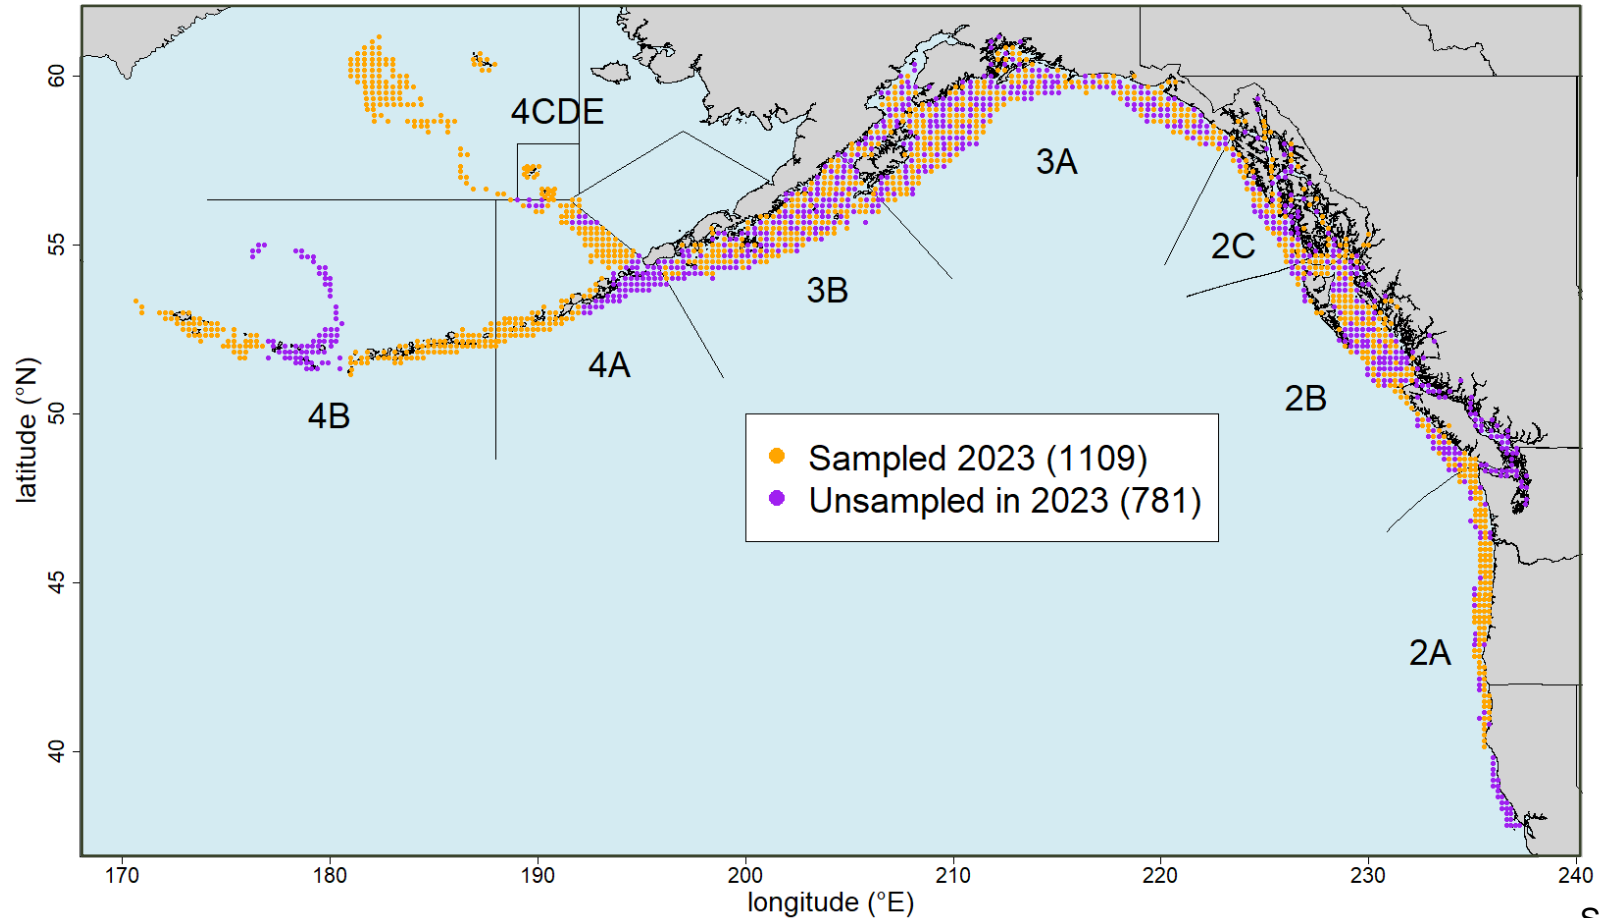 60
4CDE
3A
55
2C
3B
4A
50
4B
2B
latitude (°N)
Sampled 2023 (1109)
Unsampled in 2023 (781)
45
2A
40
170 180 190 200 210 220 230 240
longitude (°E)